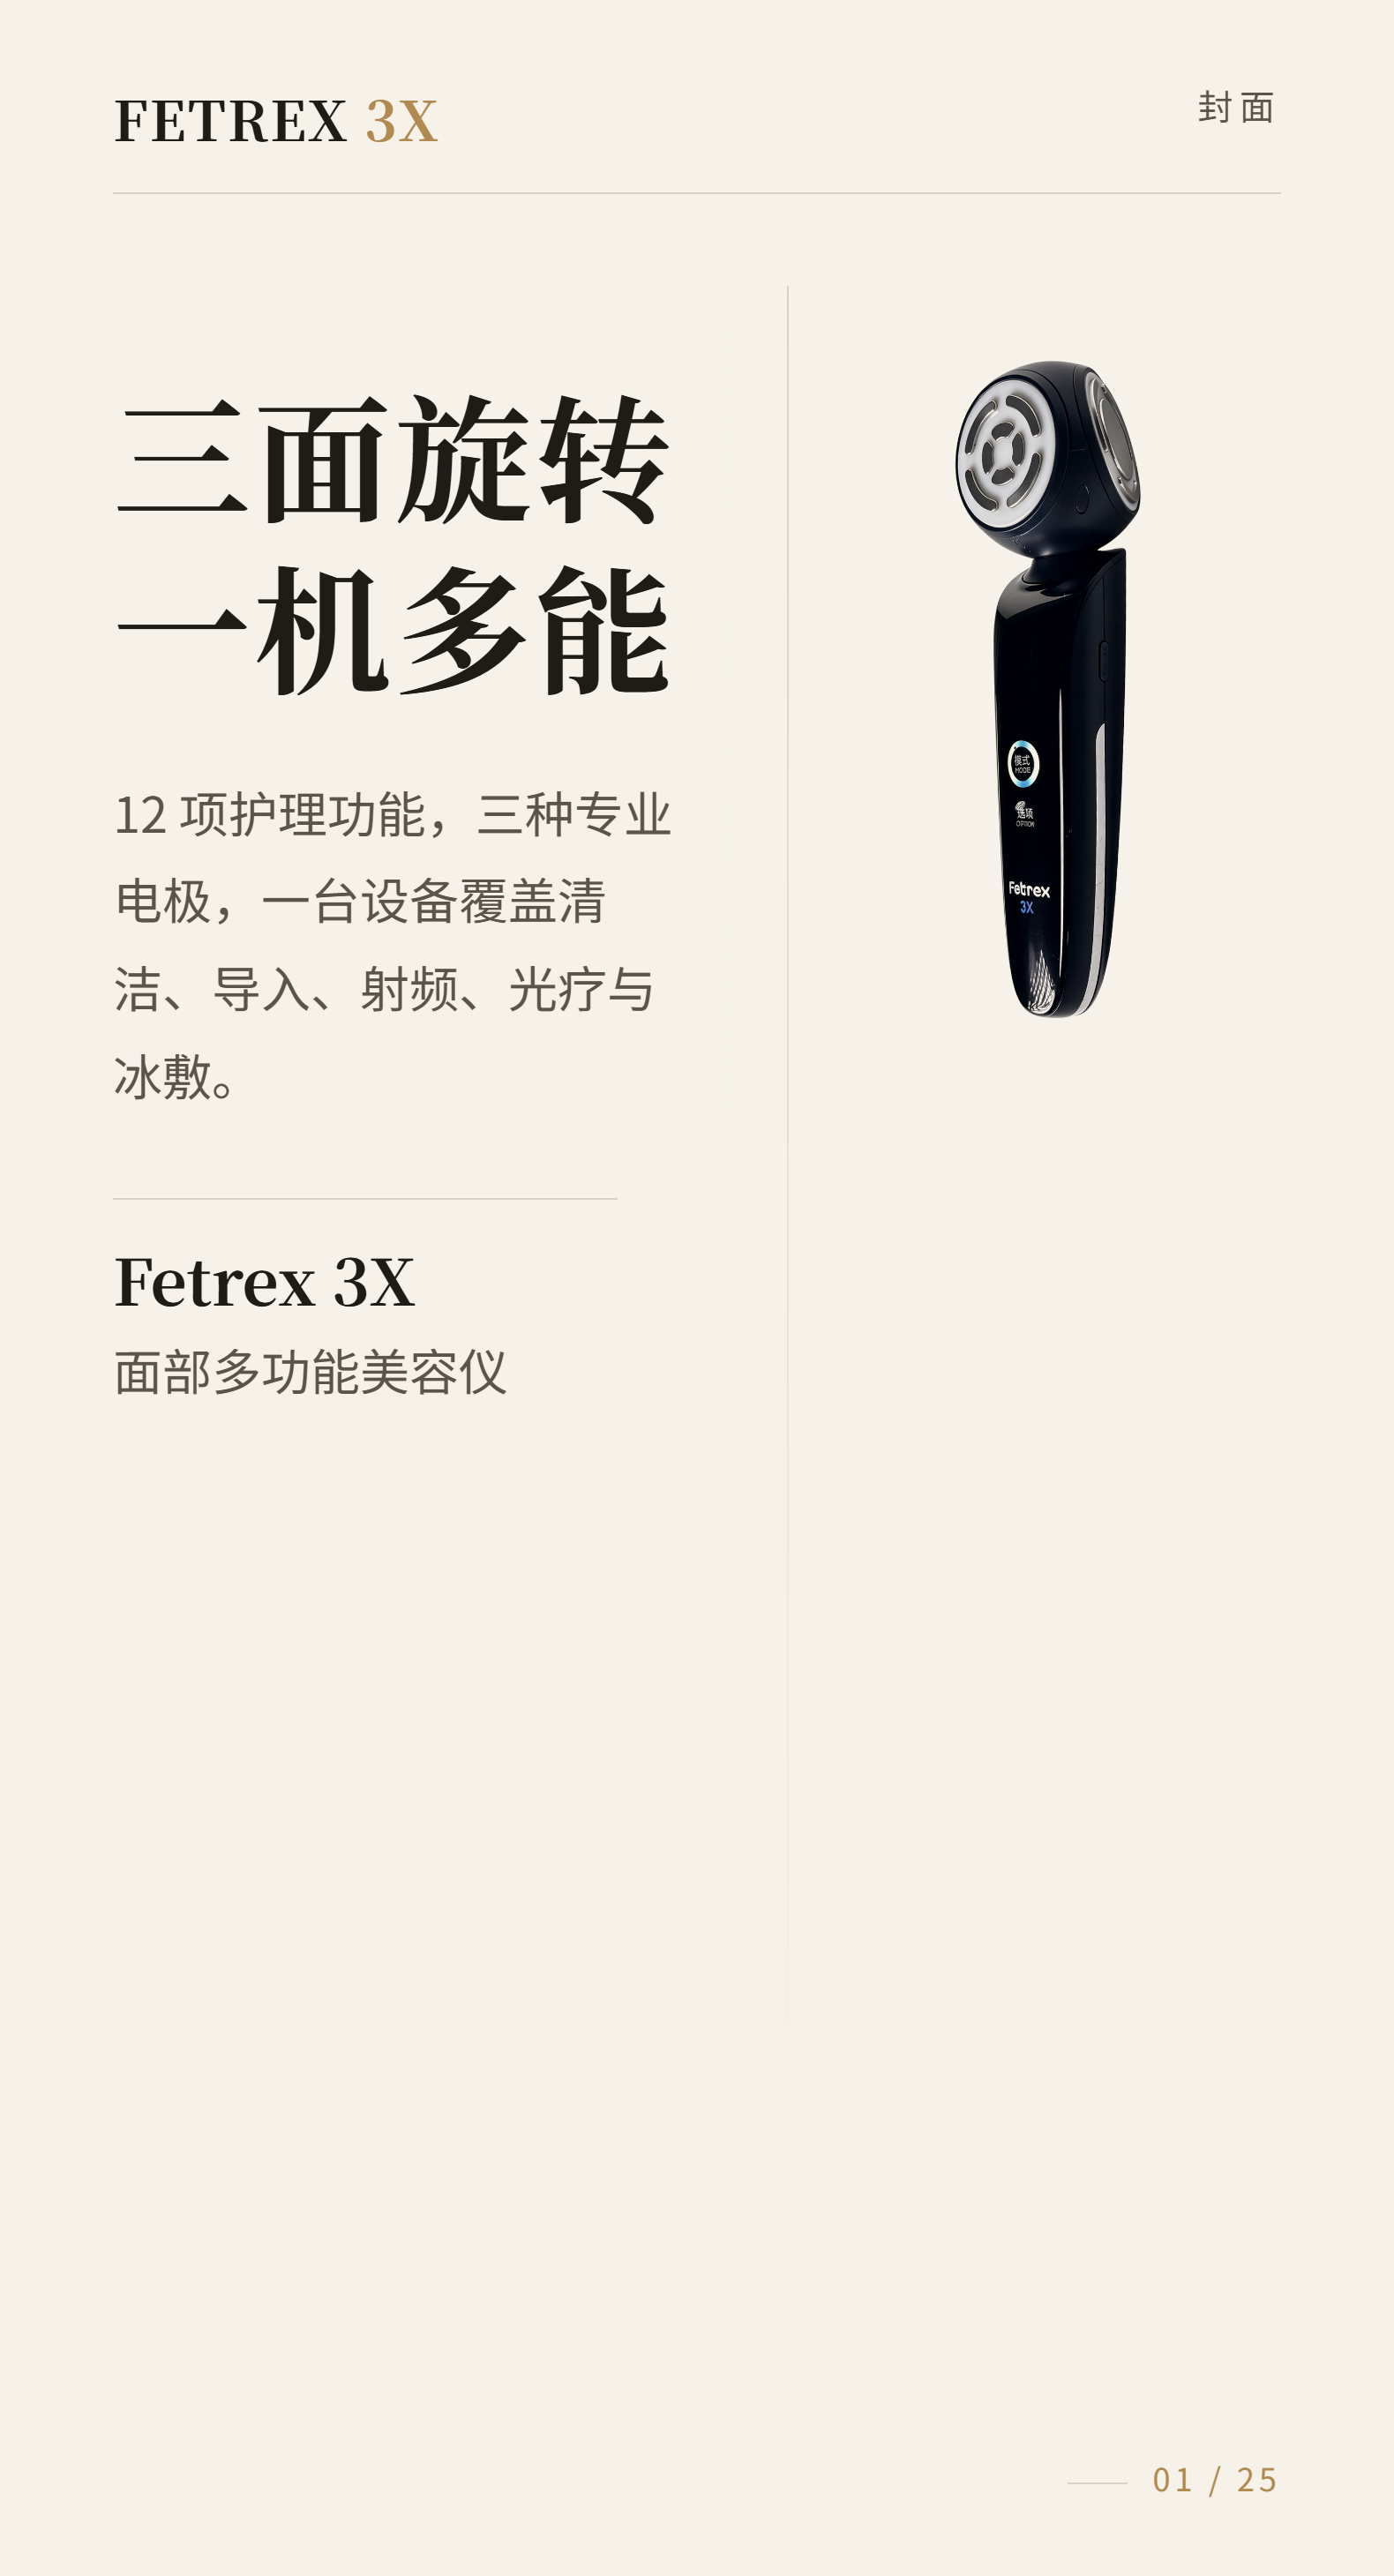 FETREX 3X
封面
三面旋转
一机多能
12 项护理功能，三种专业
电极，一台设备覆盖清
洁、导入、射频、光疗与
冰敷。
Fetrex 3X
面部多功能美容仪
模式
MODE
选项
OPTION
Fetrex
3X
01 / 25